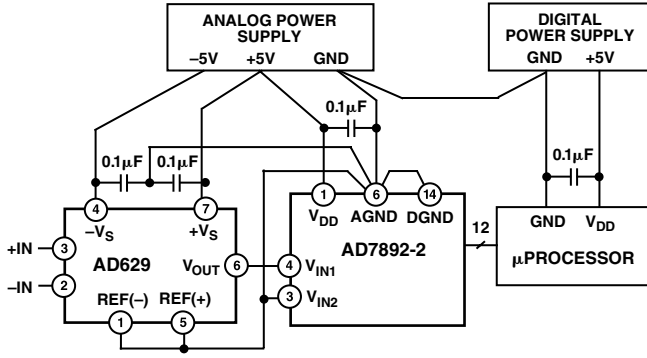 ANALOG POWER
SUPPLY
–5V +5V GND
DIGITAL
POWER SUPPLY
GND +5V
0.1µF
0.1µF 0.1µF
0.1µF
4 7
–VS +VS
+IN 3
–IN 2
AD629
VOUT 6
REF(–) REF(+)
1 5
1 6 14
VDD AGND DGND
AD7892-2
4 VIN1
3 VIN2
12
GND VDD
µPROCESSOR